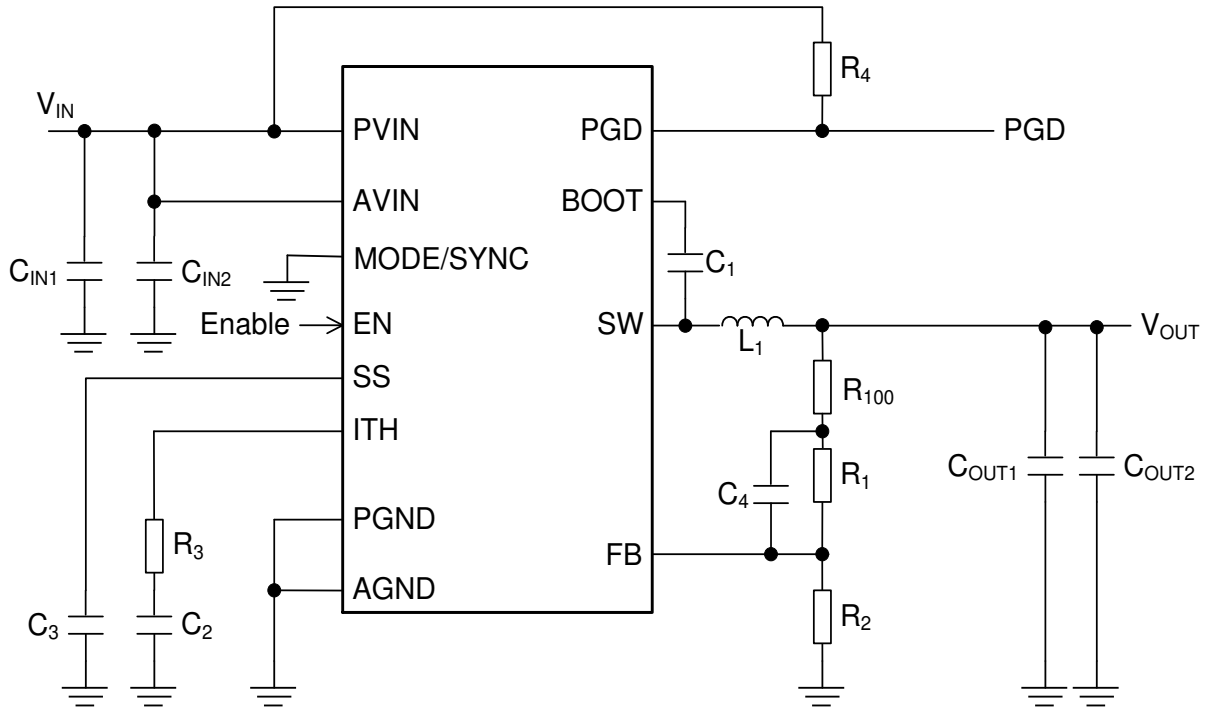 R4
VIN
PVIN
PGD
PGD
AVIN
BOOT
MODE/SYNC
CIN1
CIN2
C1
Enable
EN
SW
L1
VOUT
SS
R100
ITH
C4
R1
COUT1
COUT2
PGND
R3
FB
AGND
C3
C2
R2